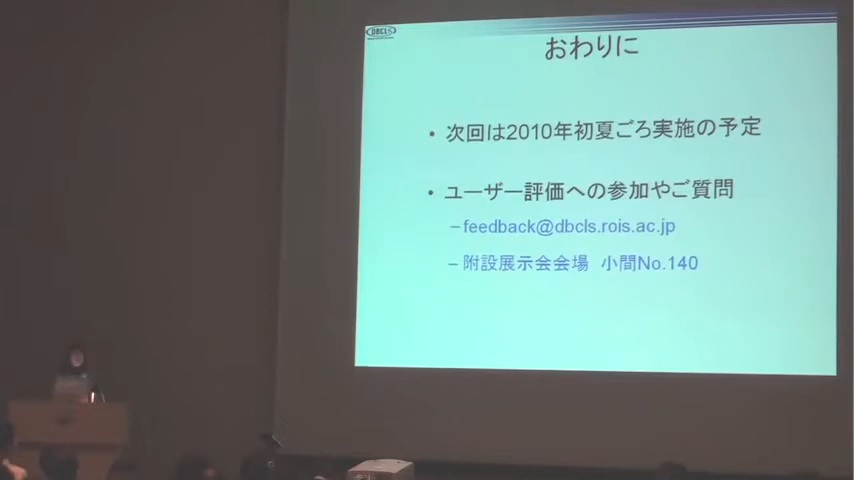 DBCLS
おわりに
• 次回は2010年初夏ごろ実施の予定
• ユーザー評価への参加やご質問
–feedback@dbcls.rois.ac.jp
– 附設展示会会場 小間No.140